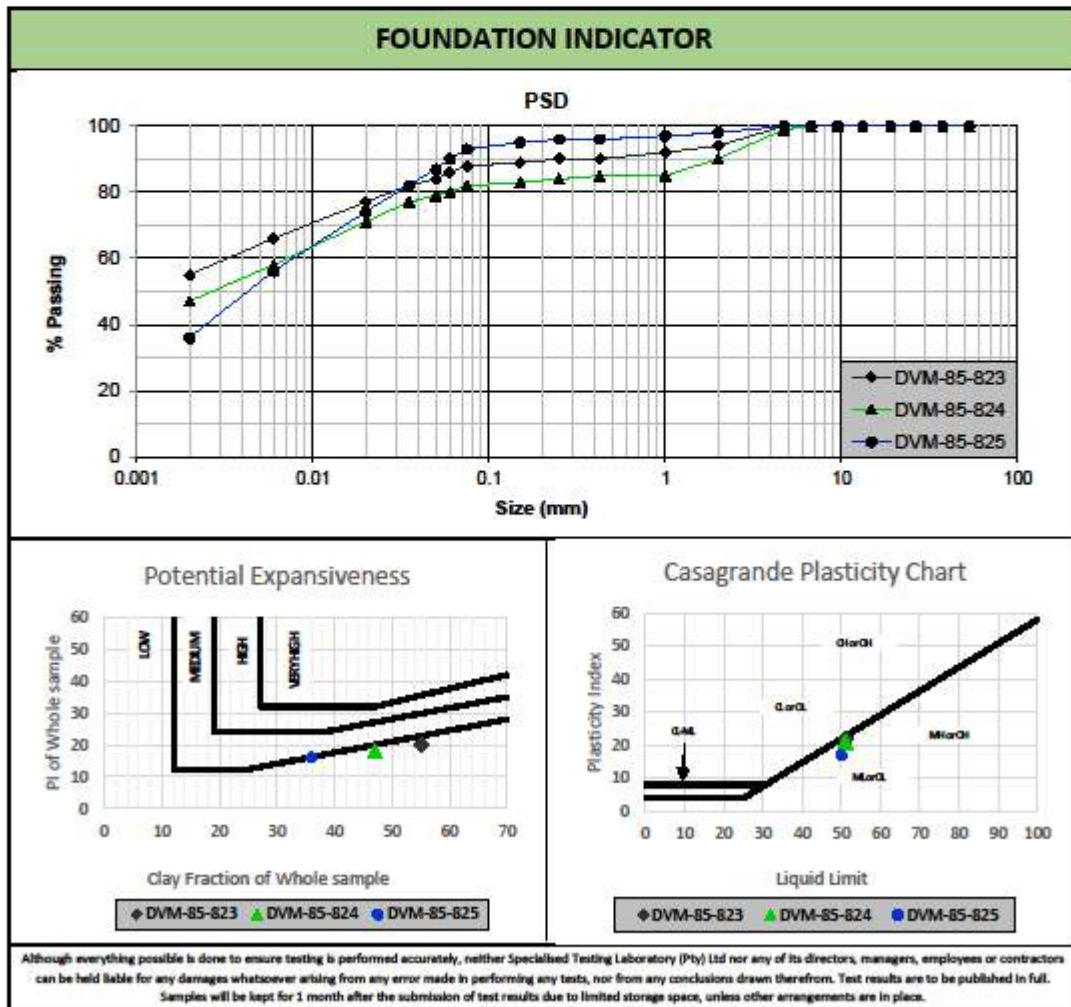 FOUNDATION INDICATOR
PSD
100
80
60
40
20
0
% Passing
0.001 0.01 0.1 1 10 100
Size (mm)
DVM-85-823
DVM-85-824
DVM-85-825
Potential Expansiveness
60
50
40
30
20
10
0
PI of Whole sample
LOW
MEDIUM
HIGH
VERY HIGH
0 10 20 30 40 50 60 70
Clay Fraction of Whole sample
DVM-85-823 DVM-85-824 DVM-85-825
Casagrande Plasticity Chart
60
50
40
30
20
10
0
Plasticity Index
CH or OH
CL or OL
CL-ML
MH or OH
ML or OL
0 10 20 30 40 50 60 70 80 90 100
Liquid Limit
DVM-85-823 DVM-85-824 DVM-85-825
Although everything possible is done to ensure testing is performed accurately, neither Specialised Testing Laboratory (Pty) Ltd nor any of its directors, managers, employees or contractors
can be held liable for any damages whatsoever arising from any error made in performing any tests, nor from any conclusions drawn therefrom. Test results are to be published in full.
Samples will be kept for 1 month after the submission of test results due to limited storage space, unless other arrangements are in place.